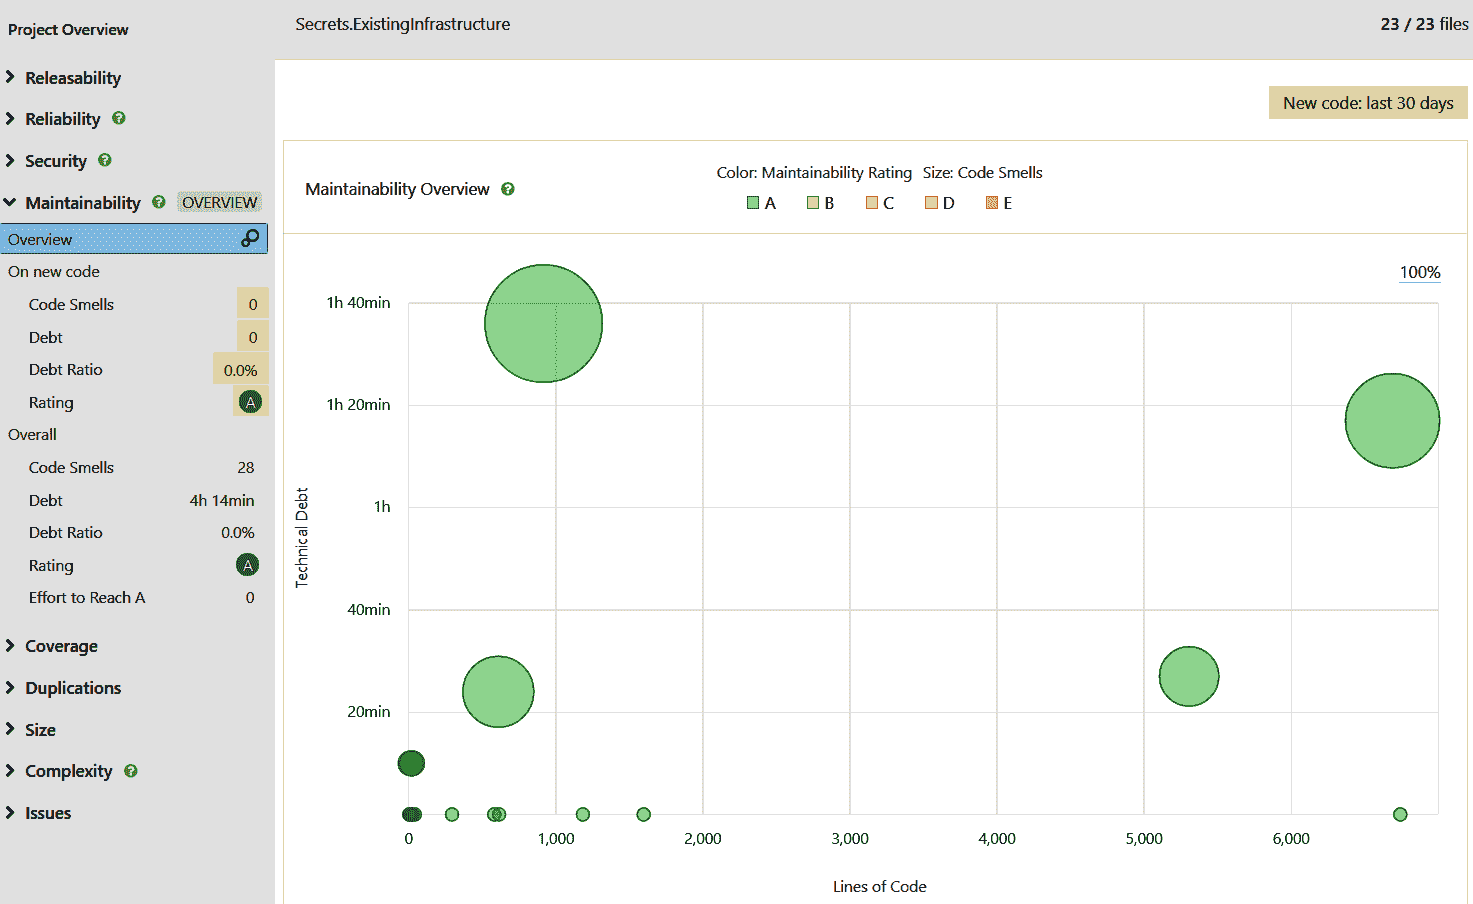 Project Overview
Secrets.ExistingInfrastructure
23 / 23 files
Releasability
Reliability ?
Security ?
Maintainability ? OVERVIEW
Overview
On new code
Code Smells 0
Debt 0
Debt Ratio 0.0%
Rating A
Overall
Code Smells 28
Debt 4h 14min
Debt Ratio 0.0%
Rating A
Effort to Reach A 0
Coverage
Duplications
Size
Complexity ?
Issues
New code: last 30 days
Maintainability Overview ?
Color: Maintainability Rating Size: Code Smells
A B C D E
100%
1h 40min
1h 20min
1h
40min
20min
Technical Debt
0 1,000 2,000 3,000 4,000 5,000 6,000
Lines of Code